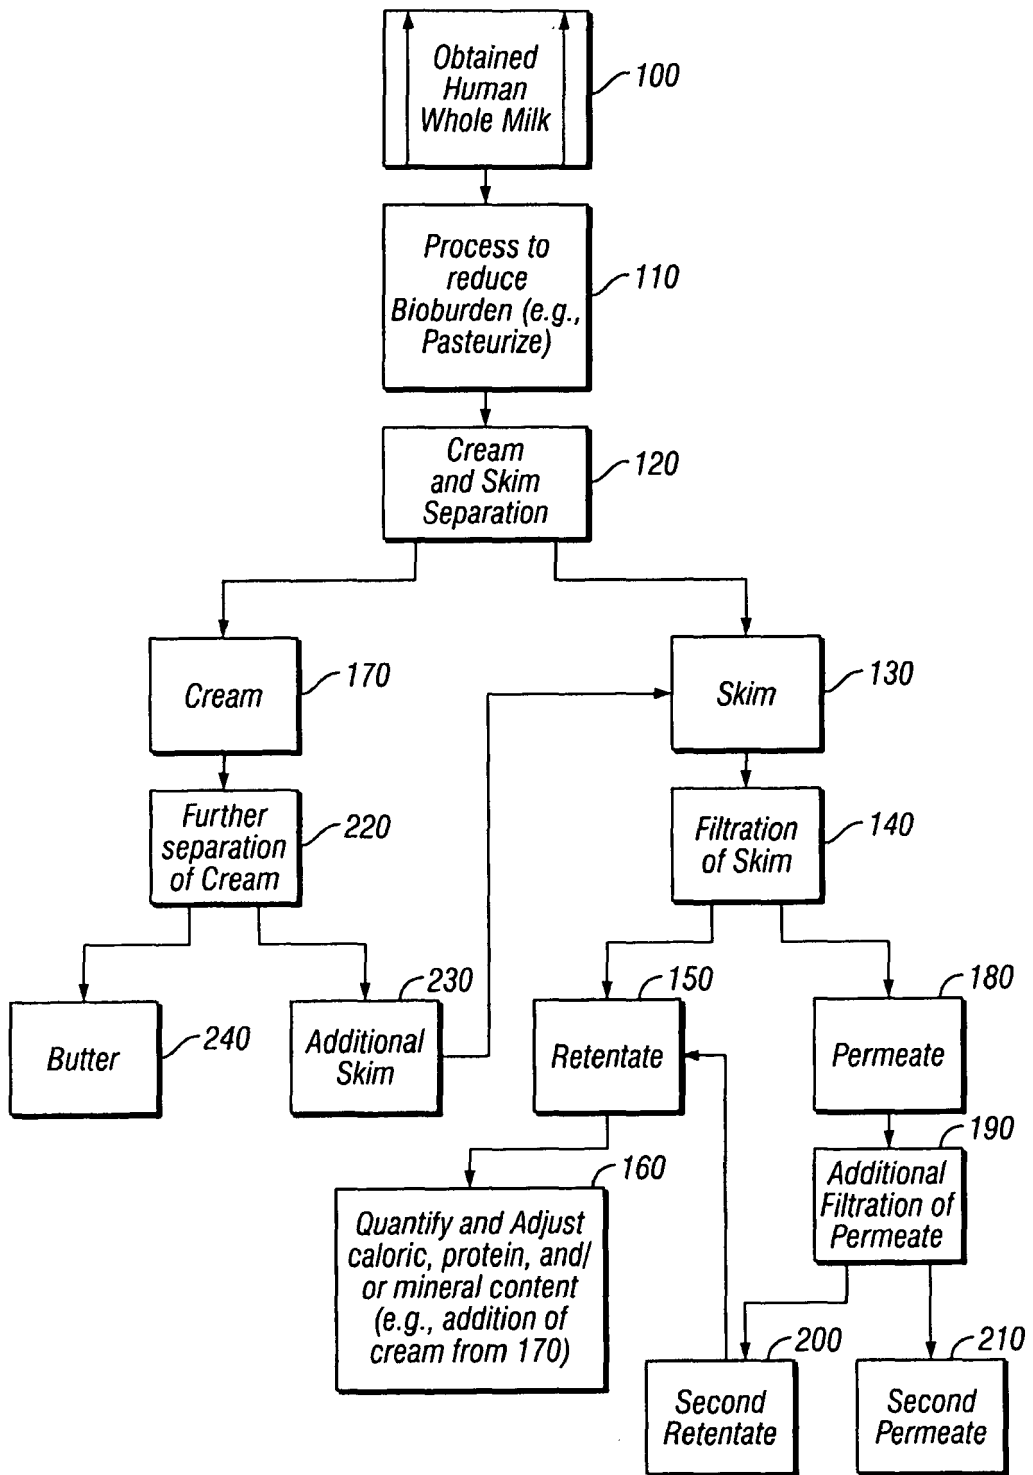 Obtained
Human
Whole Milk
100
Process to
reduce
Bioburden (e.g.,
Pasteurize)
110
Cream
and Skim
Separation
120
Cream
170
Skim
130
Further
separation
of Cream
220
Filtration
of Skim
140
Butter
240
Additional
Skim
230
Retentate
150
Permeate
180
Additional
Filtration of
Permeate
190
Quantify and Adjust
caloric, protein, and/
or mineral content
(e.g., addition of
cream from 170)
160
Second
Retentate
200
Second
Permeate
210